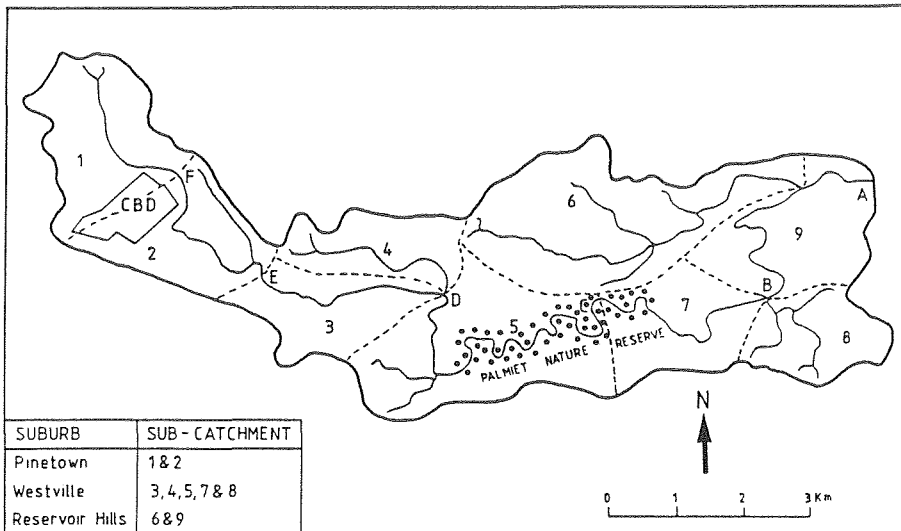 1
F
CBD
2
E
4
D
3
6
A
9
B
7
5
8
PALMIET NATURE RESERVE
N
0 1 2 3 Km
SUBURB SUB-CATCHMENT
Pinetown 1&2
Westville 3,4,5,7&8
Reservoir Hills 6&9